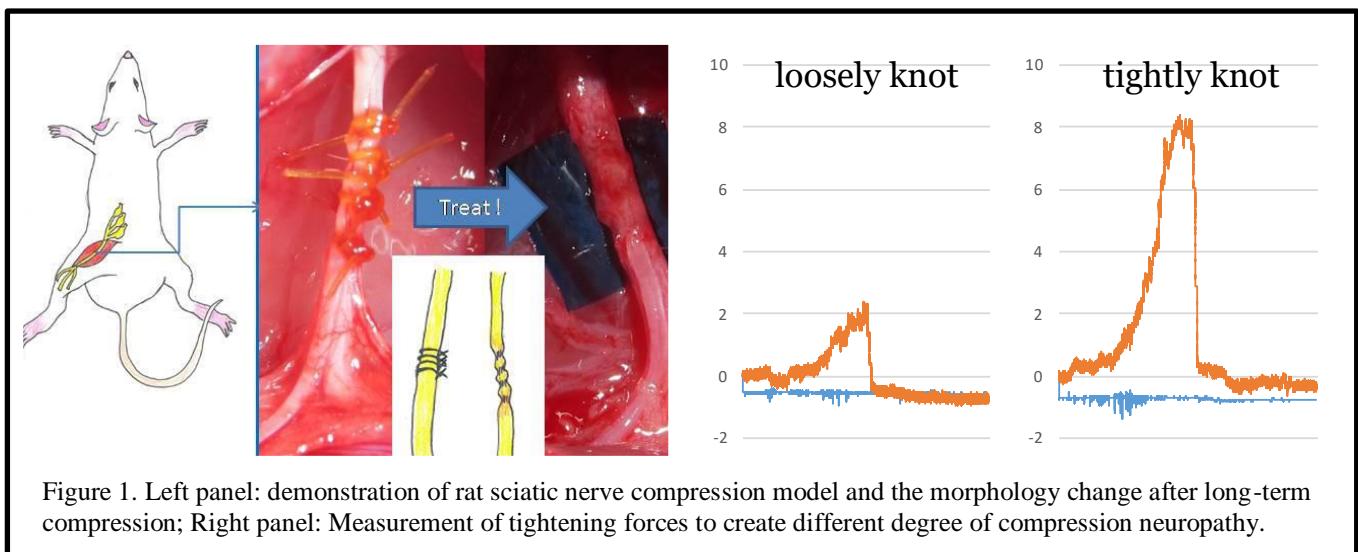 Treat !
loosely knot
10
8
6
4
2
0
-2
tightly knot
10
8
6
4
2
0
-2
Figure 1. Left panel: demonstration of rat sciatic nerve compression model and the morphology change after long-term
compression; Right panel: Measurement of tightening forces to create different degree of compression neuropathy.